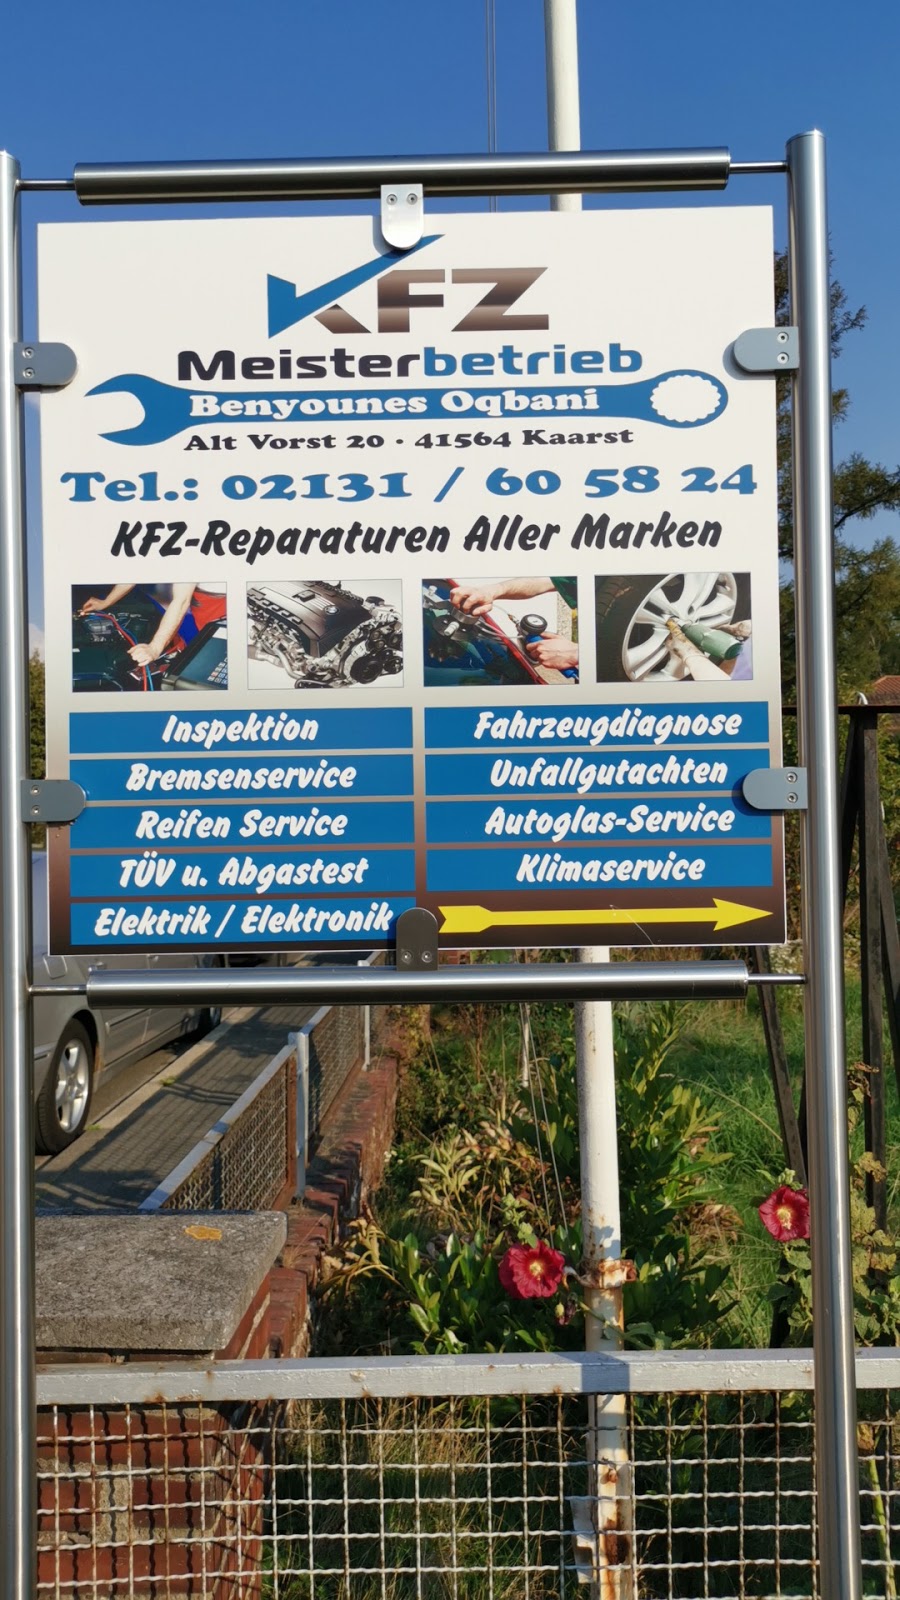 KFZ
Meisterbetrieb
Benyounes Oqbani
Alt Vorst 20 · 41564 Kaarst
Tel.: 02131 / 60 58 24
KFZ-Reparaturen Aller Marken
Inspektion
Bremsenservice
Reifen Service
TÜV u. Abgastest
Elektrik / Elektronik
Fahrzeugdiagnose
Unfallgutachten
Autoglas-Service
Klimaservice